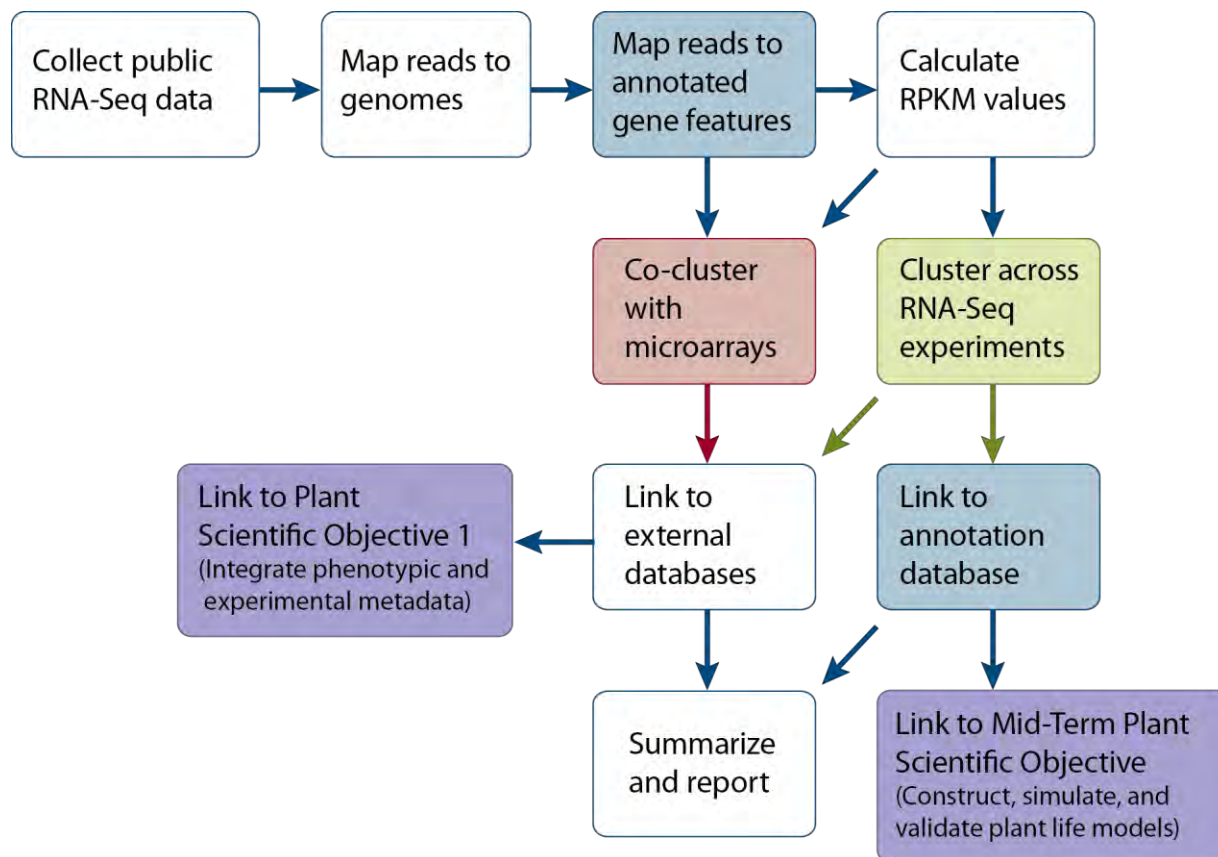 Collect public
RNA-Seq data
Map reads to
genomes
Map reads to
annotated
gene features
Calculate
RPKM values
Co-cluster
with
microarrays
Cluster across
RNA-Seq
experiments
Link to Plant
Scientific Objective 1
(Integrate phenotypic and
experimental metadata)
Link to
external
databases
Link to
annotation
database
Summarize
and report
Link to Mid-Term Plant
Scientific Objective
(Construct, simulate, and
validate plant life models)